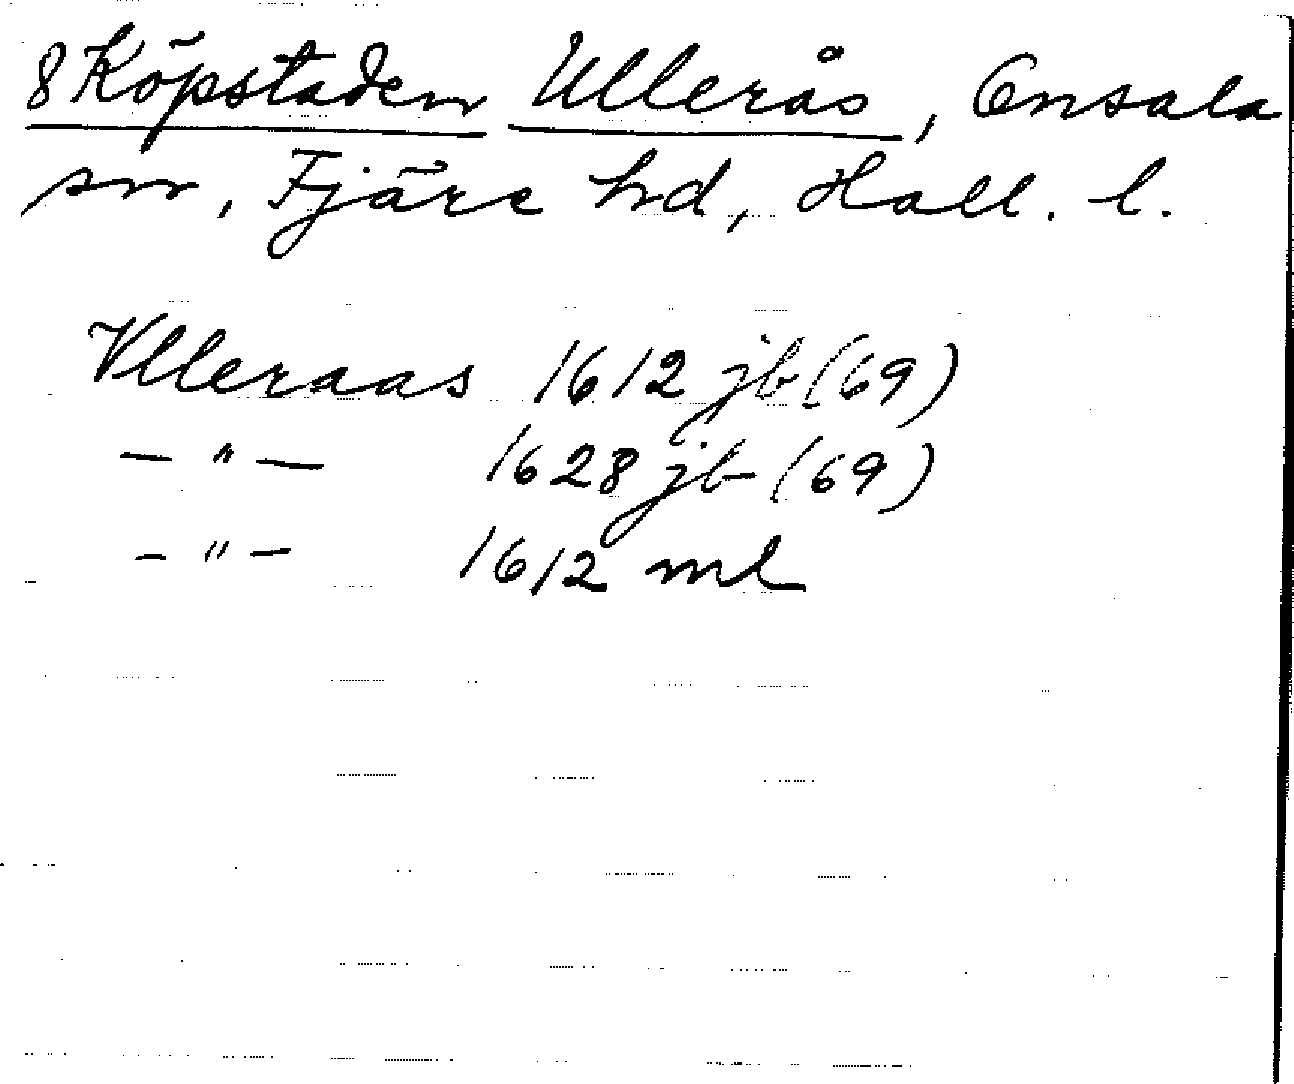 8 Köpstaden Ullerås, Onsala
sn, Fjäre hd, Hall. l.
Vlleraas 1612 jb (69)
— " — 1628 jb (69)
— " — 1612 ml